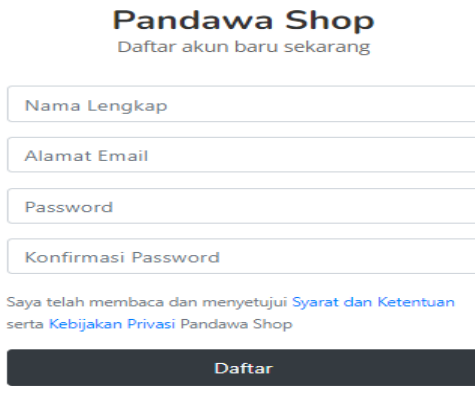 Pandawa Shop
Daftar akun baru sekarang
Nama Lengkap
Alamat Email
Password
Konfirmasi Password
Saya telah membaca dan menyetujui Syarat dan Ketentuan
serta Kebijakan Privasi Pandawa Shop
Daftar